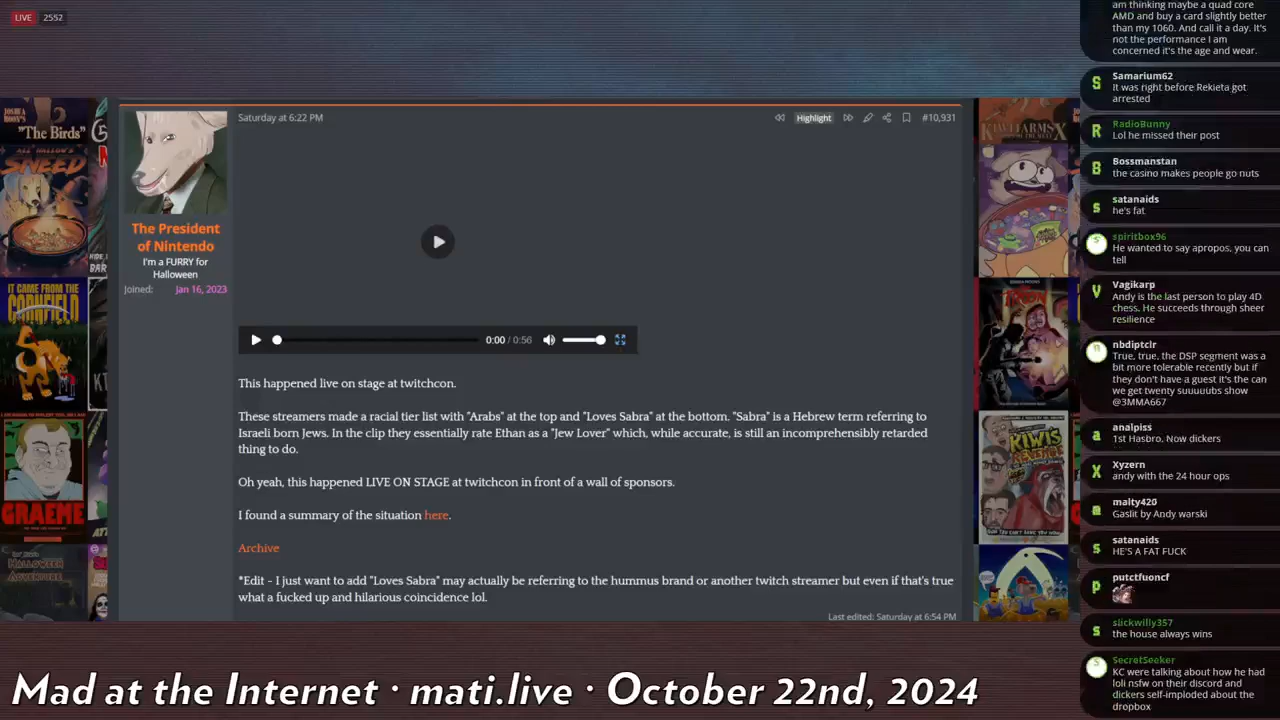 LIVE 2552
JOSHUA
MOON'S
"The Birds"
ALL HALLOW'S
SNEED
IT CAME FROM THE
CORNFIELD
GRAEME
HALLOWEEN
ADVENTURE
Saturday at 6:22 PM
Highlight
#10,931
The President
of Nintendo
I'm a FURRY for
Halloween
Joined: Jan 16, 2023
0:00 / 0:56
This happened live on stage at twitchcon.
These streamers made a racial tier list with "Arabs" at the top and "Loves Sabra" at the bottom. "Sabra" is a Hebrew term referring to
Israeli born Jews. In the clip they essentially rate Ethan as a "Jew Lover" which, while accurate, is still an incomprehensibly retarded
thing to do.
Oh yeah, this happened LIVE ON STAGE at twitchcon in front of a wall of sponsors.
I found a summary of the situation here.
Archive
*Edit - I just want to add "Loves Sabra" may actually be referring to the hummus brand or another twitch streamer but even if that's true
what a fucked up and hilarious coincidence lol.
Last edited: Saturday at 6:54 PM
KIWIFARMSX
KIWI'S
REVENGE
am thinking maybe a quad core
AMD and buy a card slightly better
than my 1060. And call it a day. It's
not the performance I am
concerned it's the age and wear.
S
Samarium62
It was right before Rekieta got
arrested
R
RadioBunny
Lol he missed their post
B
Bossmanstan
the casino makes people go nuts
s
satanaids
he's fat
s
spiritbox96
He wanted to say apropos, you can
tell
V
Vagikarp
Andy is the last person to play 4D
chess. He succeeds through sheer
resilience
n
nbdiptclr
True, true, the DSP segment was a
bit more tolerable recently but if
they don't have a guest it's the can
we get twenty suuuuubs show
@3MMA667
a
analpiss
1st Hasbro. Now dickers
X
Xyzern
andy with the 24 hour ops
a
malty420
Gaslit by Andy warski
s
satanaids
HE'S A FAT FUCK
p
putctfuoncf
s
slickwilly357
the house always wins
S
SecretSeeker
KC were talking about how he had
loli nsfw on their discord and
dickers self-imploded about the
dropbox
Mad at the Internet · mati.live · October 22nd, 2024